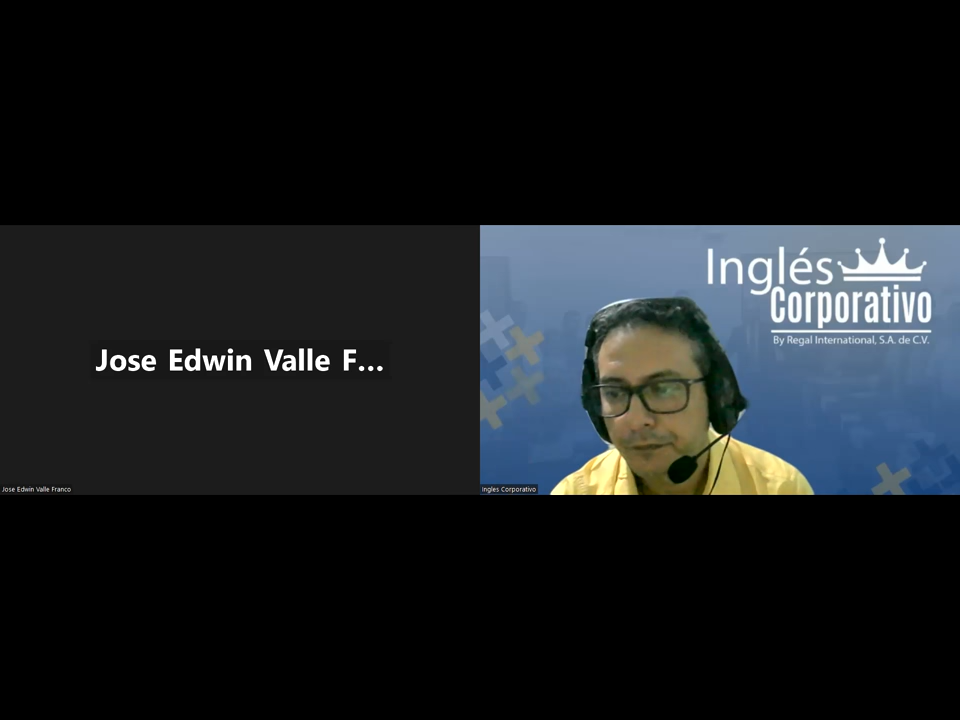 Jose Edwin Valle F...
Jose Edwin Valle Franco
Inglés
Corporativo
By Regal International, S.A. de C.V.
Ingles Corporativo